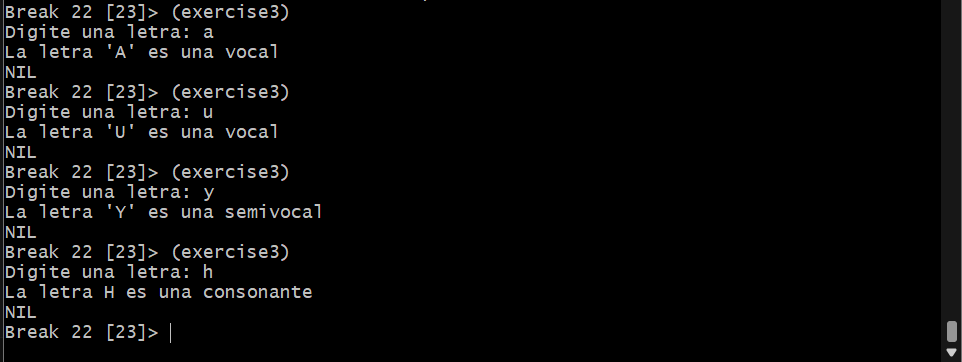 Break 22 [23]> (exercise3)
Digite una letra: a
La letra 'A' es una vocal
NIL
Break 22 [23]> (exercise3)
Digite una letra: u
La letra 'U' es una vocal
NIL
Break 22 [23]> (exercise3)
Digite una letra: y
La letra 'Y' es una semivocal
NIL
Break 22 [23]> (exercise3)
Digite una letra: h
La letra H es una consonante
NIL
Break 22 [23]>